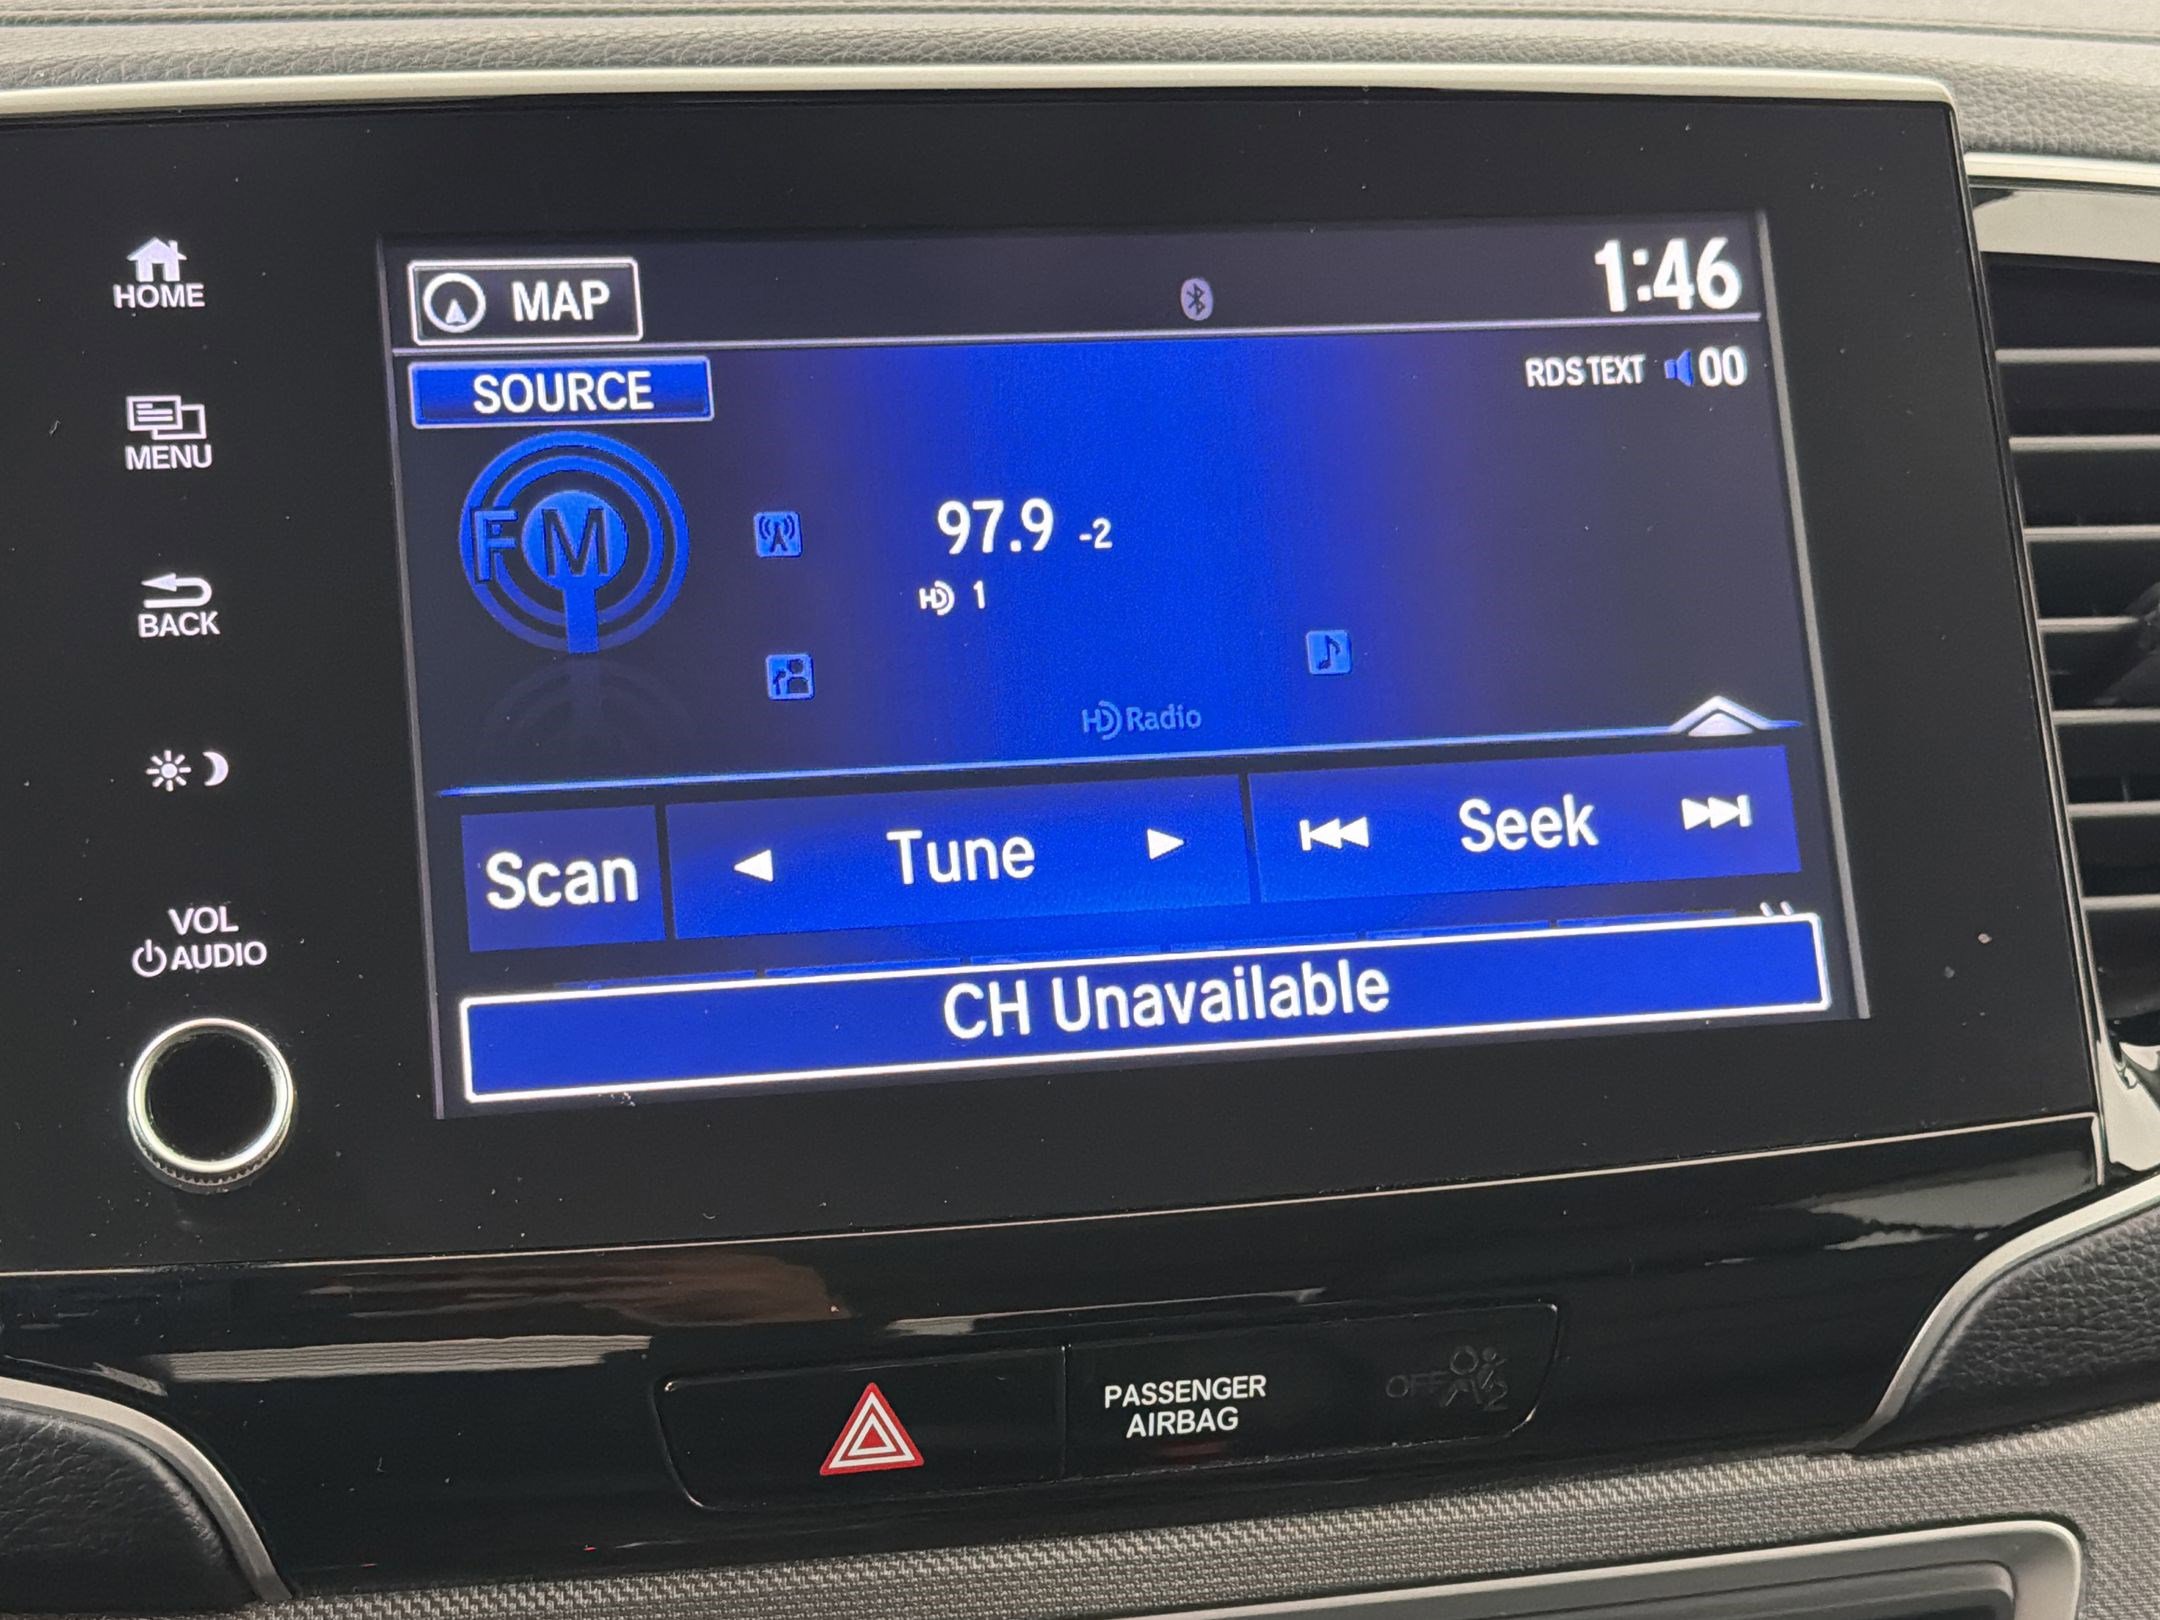 HOME
MENU
BACK
VOL
AUDIO
MAP
1:46
SOURCE
RDS TEXT 00
FM
97.9 -2
HD 1
HD Radio
Scan
Tune
Seek
CH Unavailable
PASSENGER
AIRBAG
OFF
2